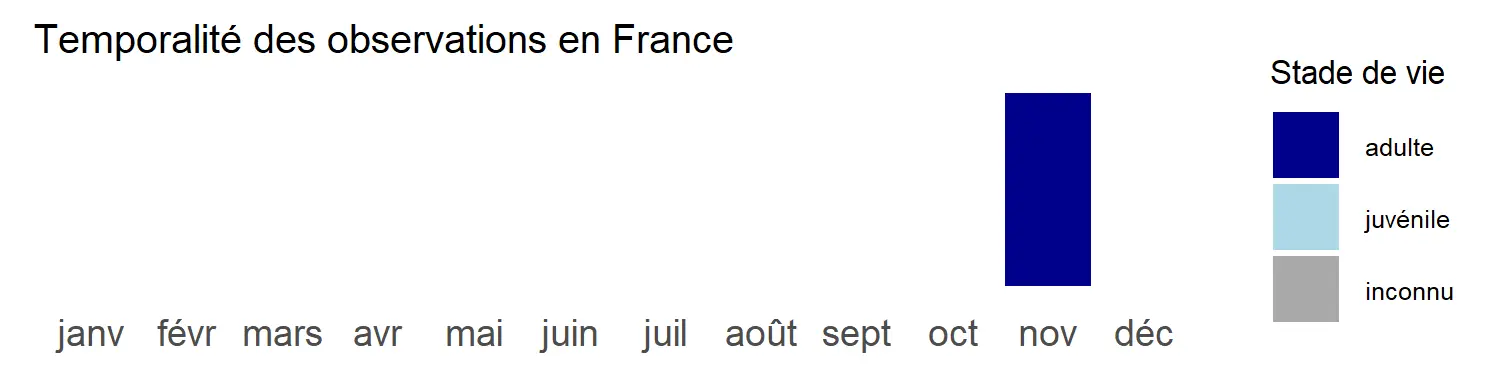 Temporalité des observations en France
Stade de vie
adulte
juvénile
inconnu
janv févr mars avr mai juin juil août sept oct nov déc